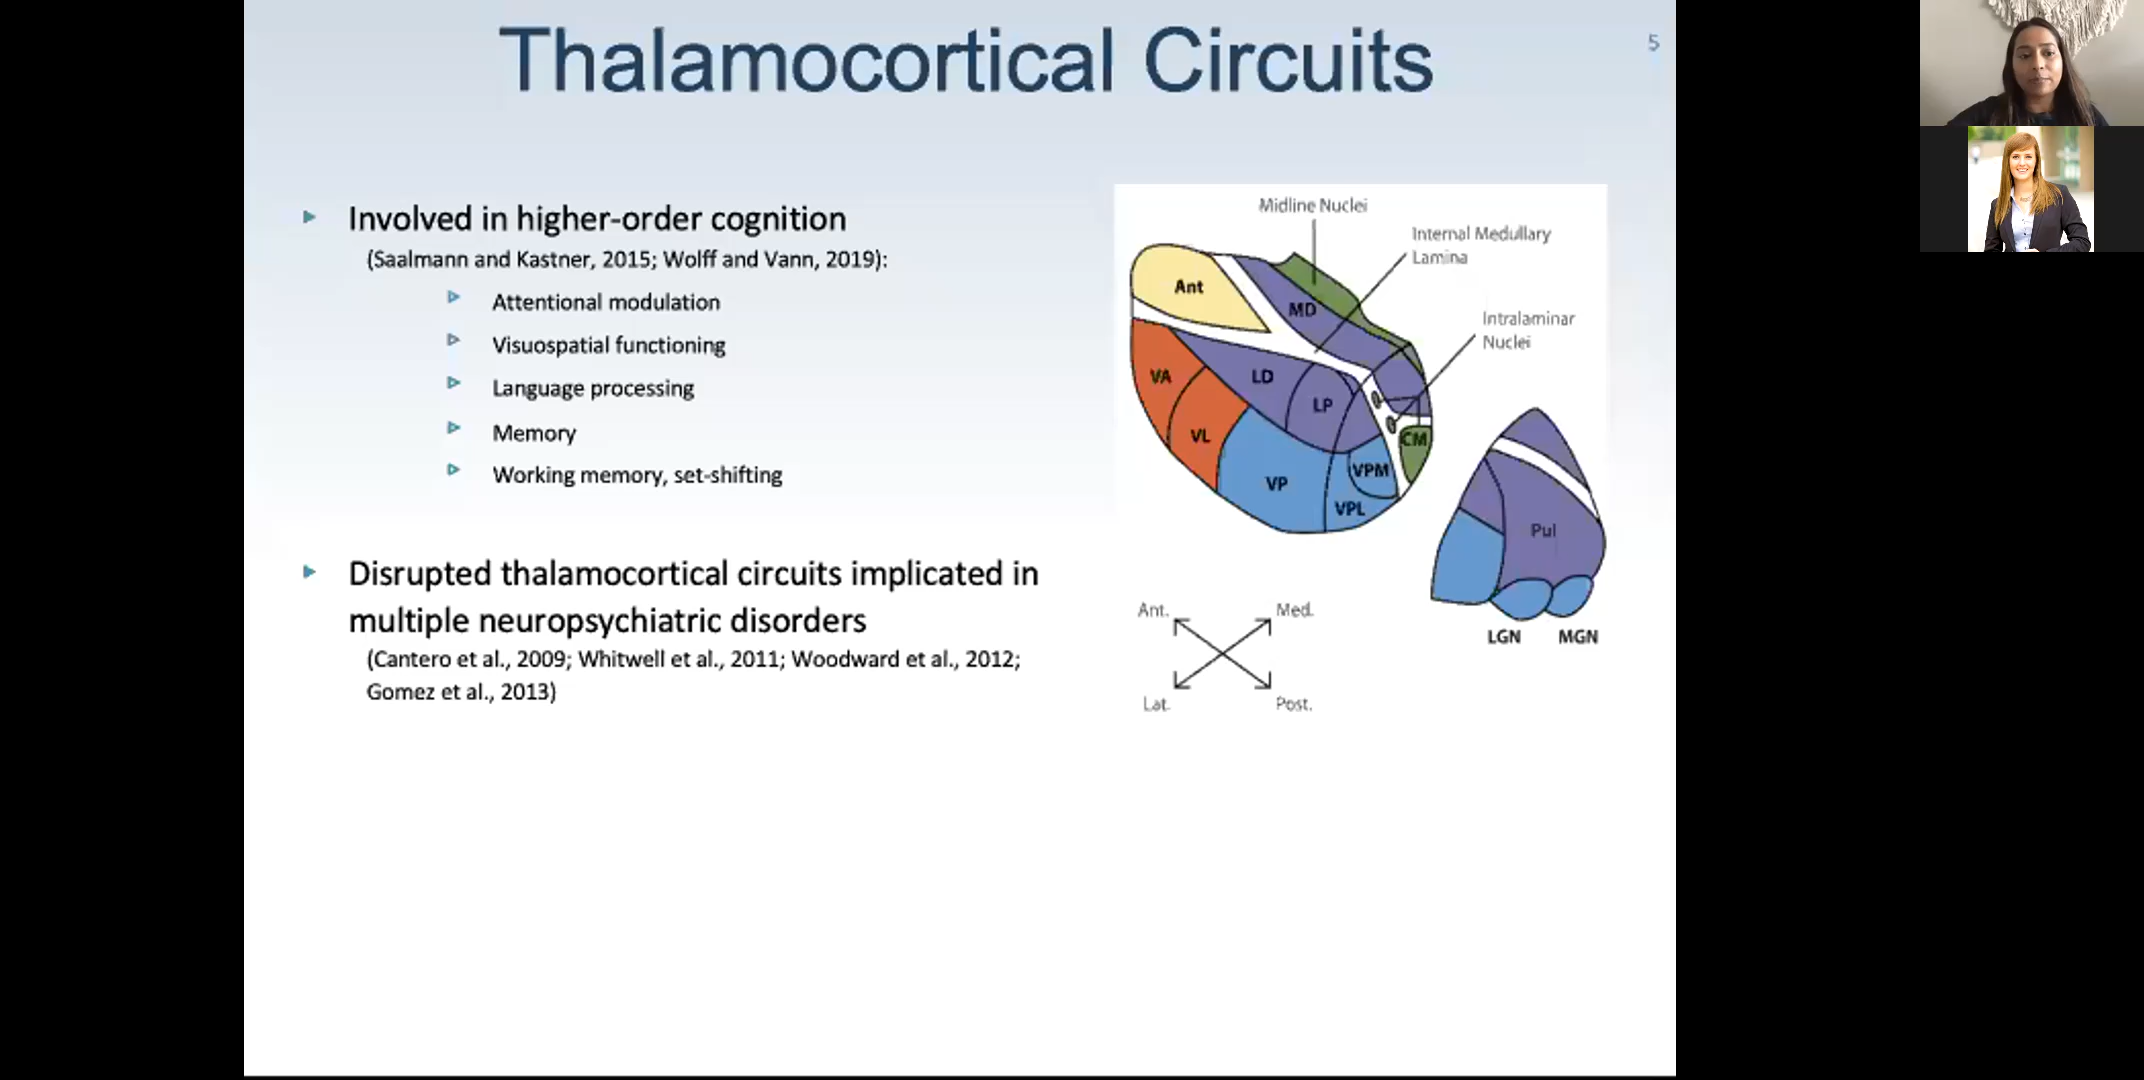 Thalamocortical Circuits
5
Involved in higher-order cognition
(Saalmann and Kastner, 2015; Wolff and Vann, 2019):
Attentional modulation
Visuospatial functioning
Language processing
Memory
Working memory, set-shifting
Disrupted thalamocortical circuits implicated in
multiple neuropsychiatric disorders
(Cantero et al., 2009; Whitwell et al., 2011; Woodward et al., 2012;
Gomez et al., 2013)
Midline Nuclei
Internal Medullary
Lamina
Intralaminar
Nuclei
Ant
MD
VA
LD
LP
VL
CM
VP
VPM
VPL
Pul
LGN
MGN
Ant.
Med.
Lat.
Post.